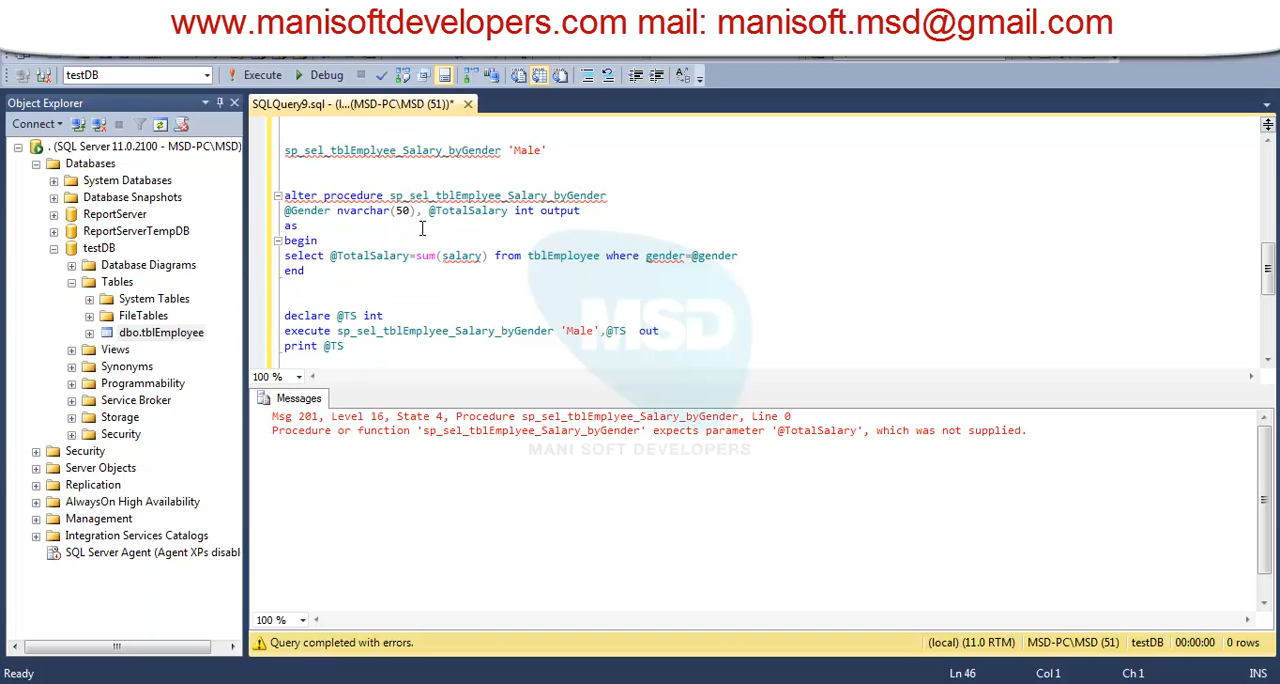 www.manisoftdevelopers.com mail: manisoft.msd@gmail.com
testDB
Execute
Debug
Object Explorer
SQLQuery9.sql - (l...(MSD-PC\MSD (51))*
Connect
. (SQL Server 11.0.2100 - MSD-PC\MSD)
Databases
System Databases
Database Snapshots
ReportServer
ReportServerTempDB
testDB
Database Diagrams
Tables
System Tables
FileTables
dbo.tblEmployee
Views
Synonyms
Programmability
Service Broker
Storage
Security
Security
Server Objects
Replication
AlwaysOn High Availability
Management
Integration Services Catalogs
SQL Server Agent (Agent XPs disabl
sp_sel_tblEmplyee_Salary_byGender 'Male'
alter procedure sp_sel_tblEmplyee_Salary_byGender
@Gender nvarchar(50), @TotalSalary int output
as
begin
select @TotalSalary=sum(salary) from tblEmployee where gender=@gender
end
declare @TS int
execute sp_sel_tblEmplyee_Salary_byGender 'Male',@TS out
print @TS
MSD
MANI SOFT DEVELOPERS
100 %
Messages
Msg 201, Level 16, State 4, Procedure sp_sel_tblEmplyee_Salary_byGender, Line 0
Procedure or function 'sp_sel_tblEmplyee_Salary_byGender' expects parameter '@TotalSalary', which was not supplied.
100 %
Query completed with errors.
(local) (11.0 RTM)
MSD-PC\MSD (51)
testDB
00:00:00
0 rows
Ready
Ln 46
Col 1
Ch 1
INS